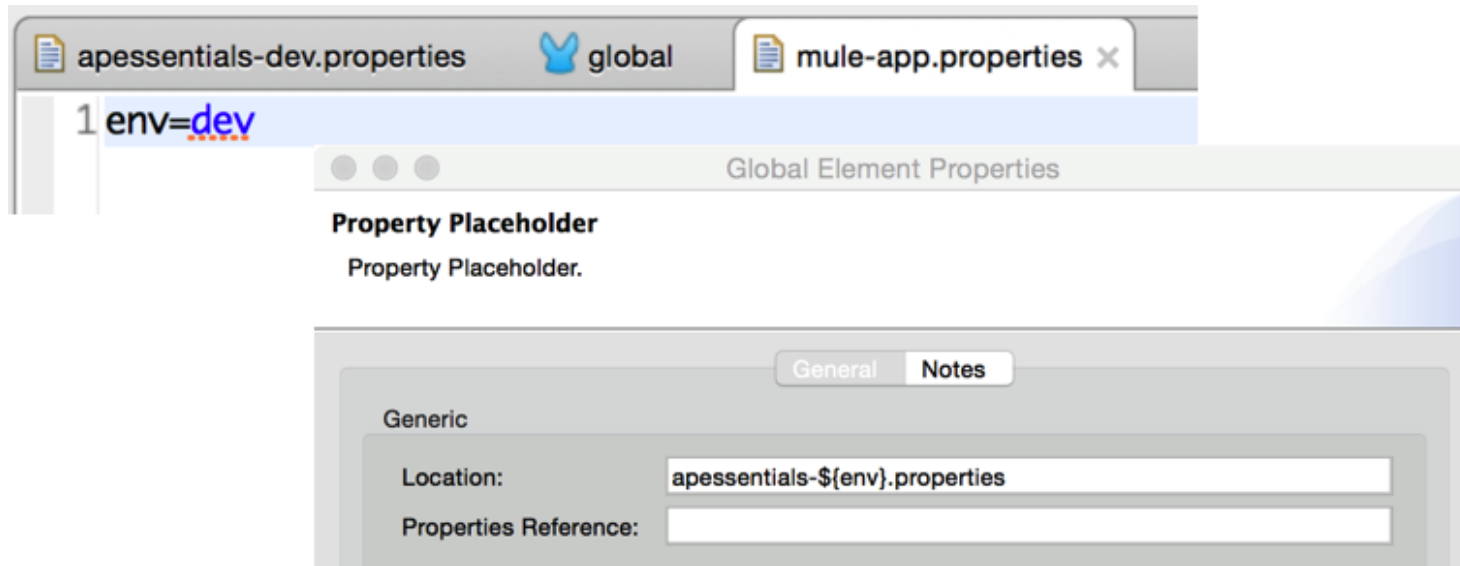 apessentials-dev.properties global mule-app.properties
1 env=dev
Global Element Properties
Property Placeholder
Property Placeholder.
General Notes
Generic
Location: apessentials-${env}.properties
Properties Reference: